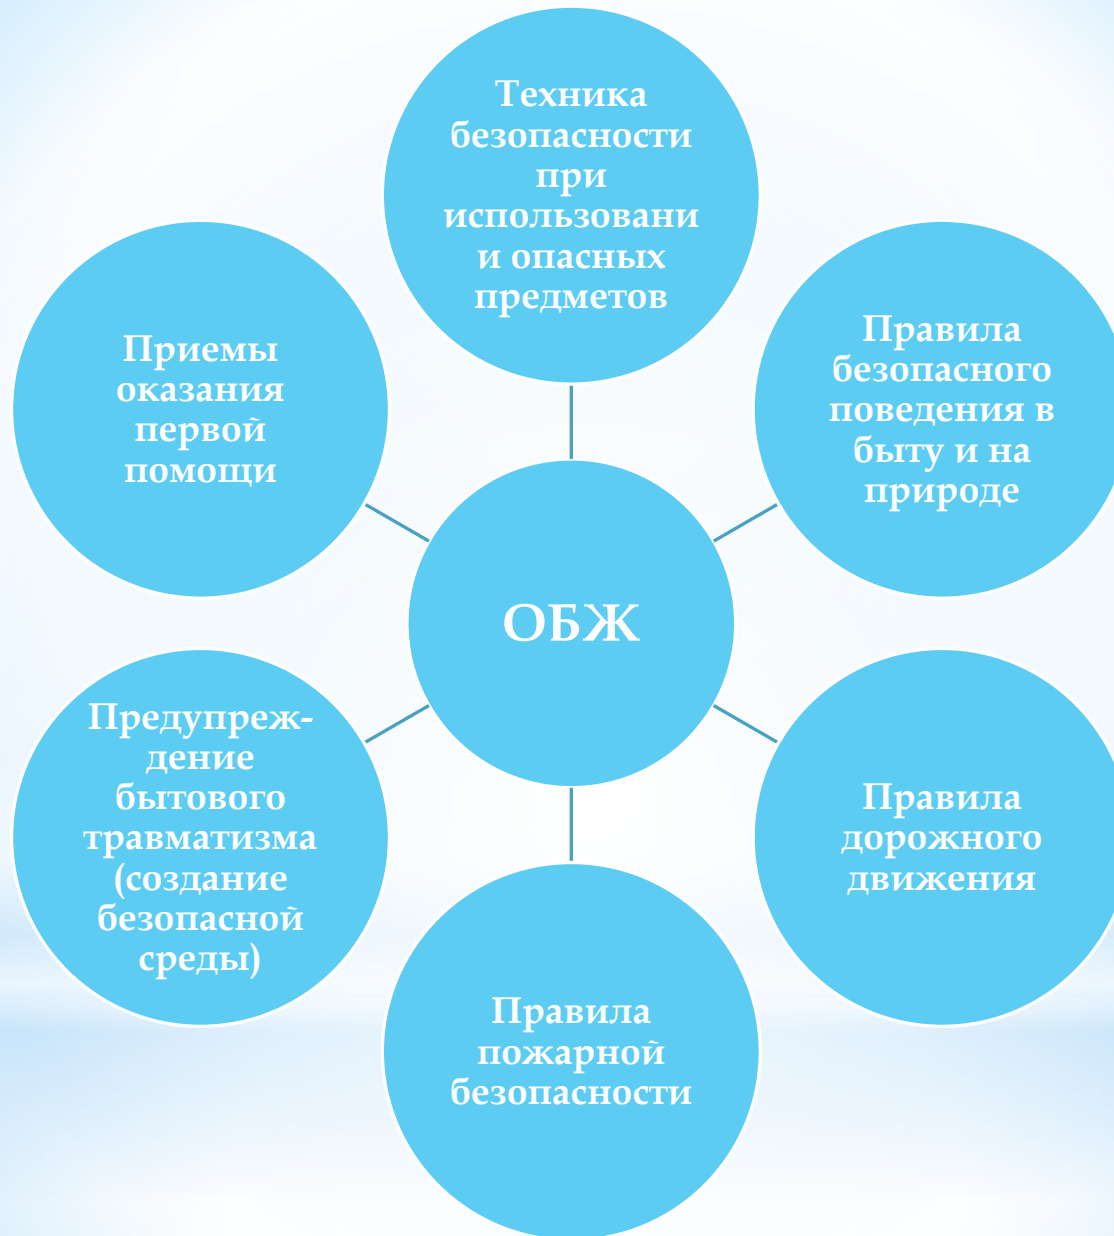 Техника
безопасности
при
использовани
и опасных
предметов
Правила
безопасного
поведения в
быту и на
природе
Приемы
оказания
первой
помощи
ОБЖ
Предупреж-
дение
бытового
травматизма
(создание
безопасной
среды)
Правила
дорожного
движения
Правила
пожарной
безопасности